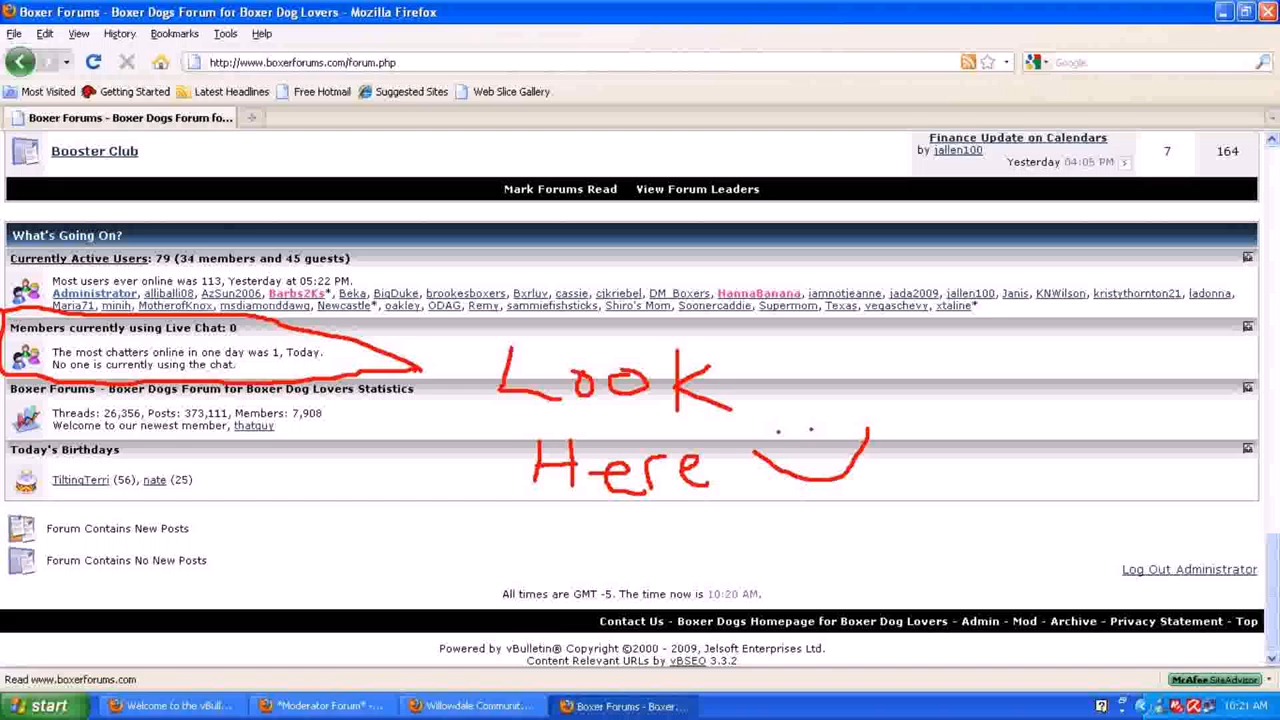 Boxer Forums - Boxer Dogs Forum for Boxer Dog Lovers - Mozilla Firefox
File Edit View History Bookmarks Tools Help
http://www.boxerforums.com/forum.php
Google
Most Visited Getting Started Latest Headlines Free Hotmail Suggested Sites Web Slice Gallery
Boxer Forums - Boxer Dogs Forum fo...
Booster Club
Finance Update on Calendars
by jallen100
Yesterday 04:05 PM
7
164
Mark Forums Read View Forum Leaders
What's Going On?
Currently Active Users: 79 (34 members and 45 guests)
Most users ever online was 113, Yesterday at 05:22 PM.
Administrator, alliballi08, AzSun2006, Barbs2Ks*, Beka, BigDuke, brookesboxers, Bxrluv, cassie, cjkriebel, DM_Boxers, HannaBanana, iamnotjeanne, jada2009, jallen100, Janis, KNWilson, kristythornton21, ladonna,
Maria71, minih, MotherofKnox, msdiamonddawg, Newcastle*, oakley, ODAG, Remy, sammiefishsticks, Shiro's Mom, Soonercaddie, Supermom, Texas, vegaschevy, xtaline*
Members currently using Live Chat: 0
The most chatters online in one day was 1, Today.
No one is currently using the chat.
Look
Here
Boxer Forums - Boxer Dogs Forum for Boxer Dog Lovers Statistics
Threads: 26,356, Posts: 373,111, Members: 7,908
Welcome to our newest member, thatguy
Today's Birthdays
TiltingTerri (56), nate (25)
Forum Contains New Posts
Forum Contains No New Posts
Log Out Administrator
All times are GMT -5. The time now is 10:20 AM.
Contact Us - Boxer Dogs Homepage for Boxer Dog Lovers - Admin - Mod - Archive - Privacy Statement - Top
Powered by vBulletin® Copyright ©2000 - 2009, Jelsoft Enterprises Ltd.
Content Relevant URLs by vBSEO 3.3.2
Read www.boxerforums.com
McAfee SiteAdvisor
start Welcome to the vBull... *Moderator Forum* -... Willowdale Communit... Boxer Forums - Boxer... 10:21 AM